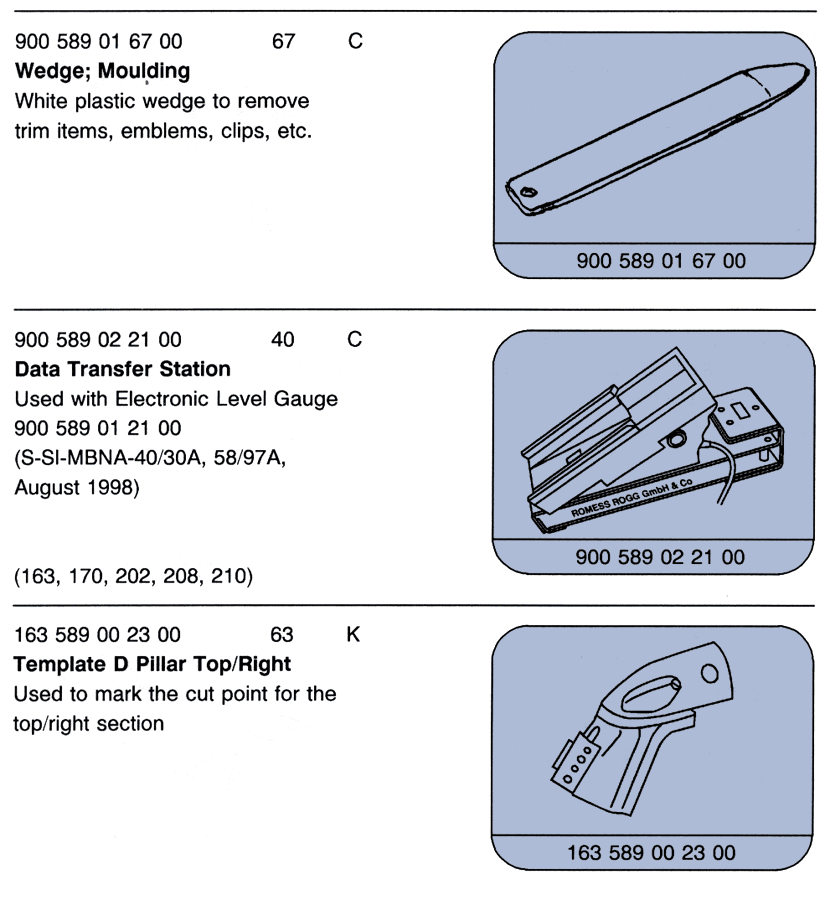 900 589 01 67 00 67 C
Wedge; Moulding
White plastic wedge to remove
trim items, emblems, clips, etc.
900 589 01 67 00
900 589 02 21 00 40 C
Data Transfer Station
Used with Electronic Level Gauge
900 589 01 21 00
(S-SI-MBNA-40/30A, 58/97A,
August 1998)
(163, 170, 202, 208, 210)
ROMESS ROGG GmbH & Co
900 589 02 21 00
163 589 00 23 00 63 K
Template D Pillar Top/Right
Used to mark the cut point for the
top/right section
163 589 00 23 00